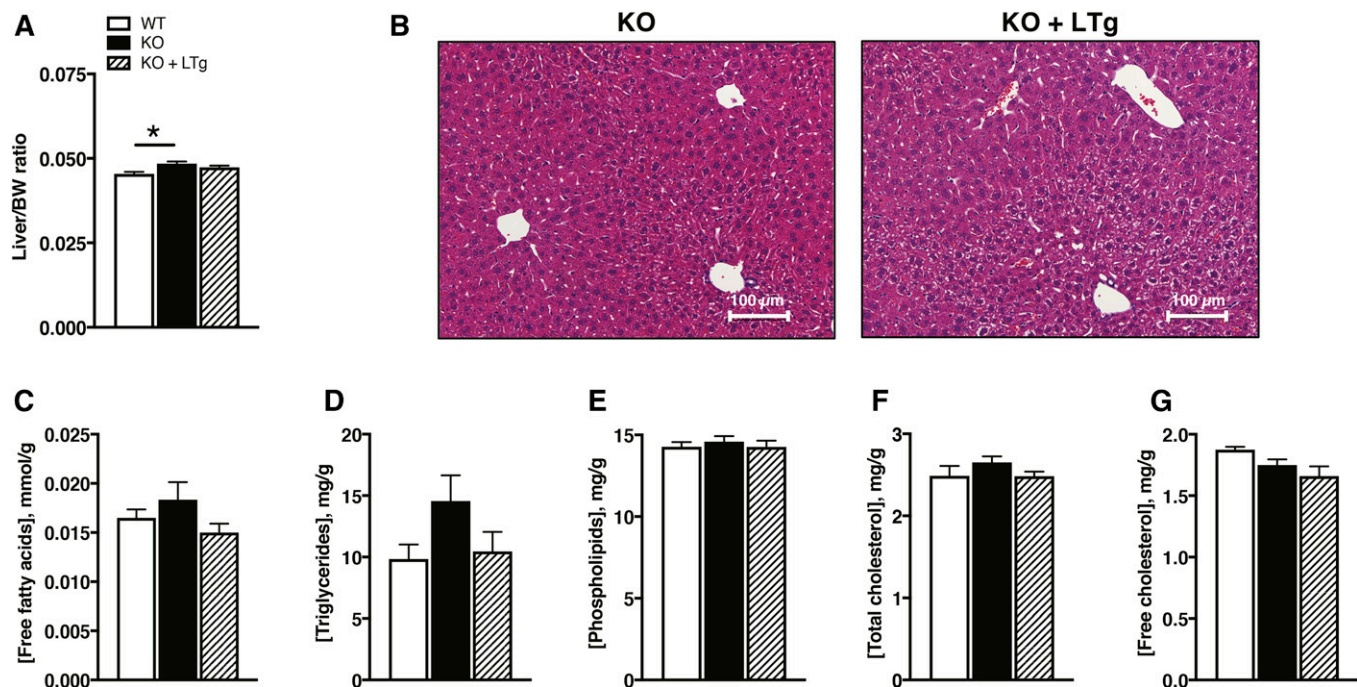 A
WT
KO
KO + LTg
Liver/BW ratio
0.075
0.050
0.025
0.000
*
B
KO
KO + LTg
100 µm
100 µm
C
[Free fatty acids], mmol/g
0.025
0.020
0.015
0.010
0.005
0.000
D
[Triglycerides], mg/g
20
15
10
5
0
E
[Phospholipids], mg/g
15
10
5
0
F
[Total cholesterol], mg/g
3
2
1
0
G
[Free cholesterol], mg/g
2.0
1.5
1.0
0.5
0.0